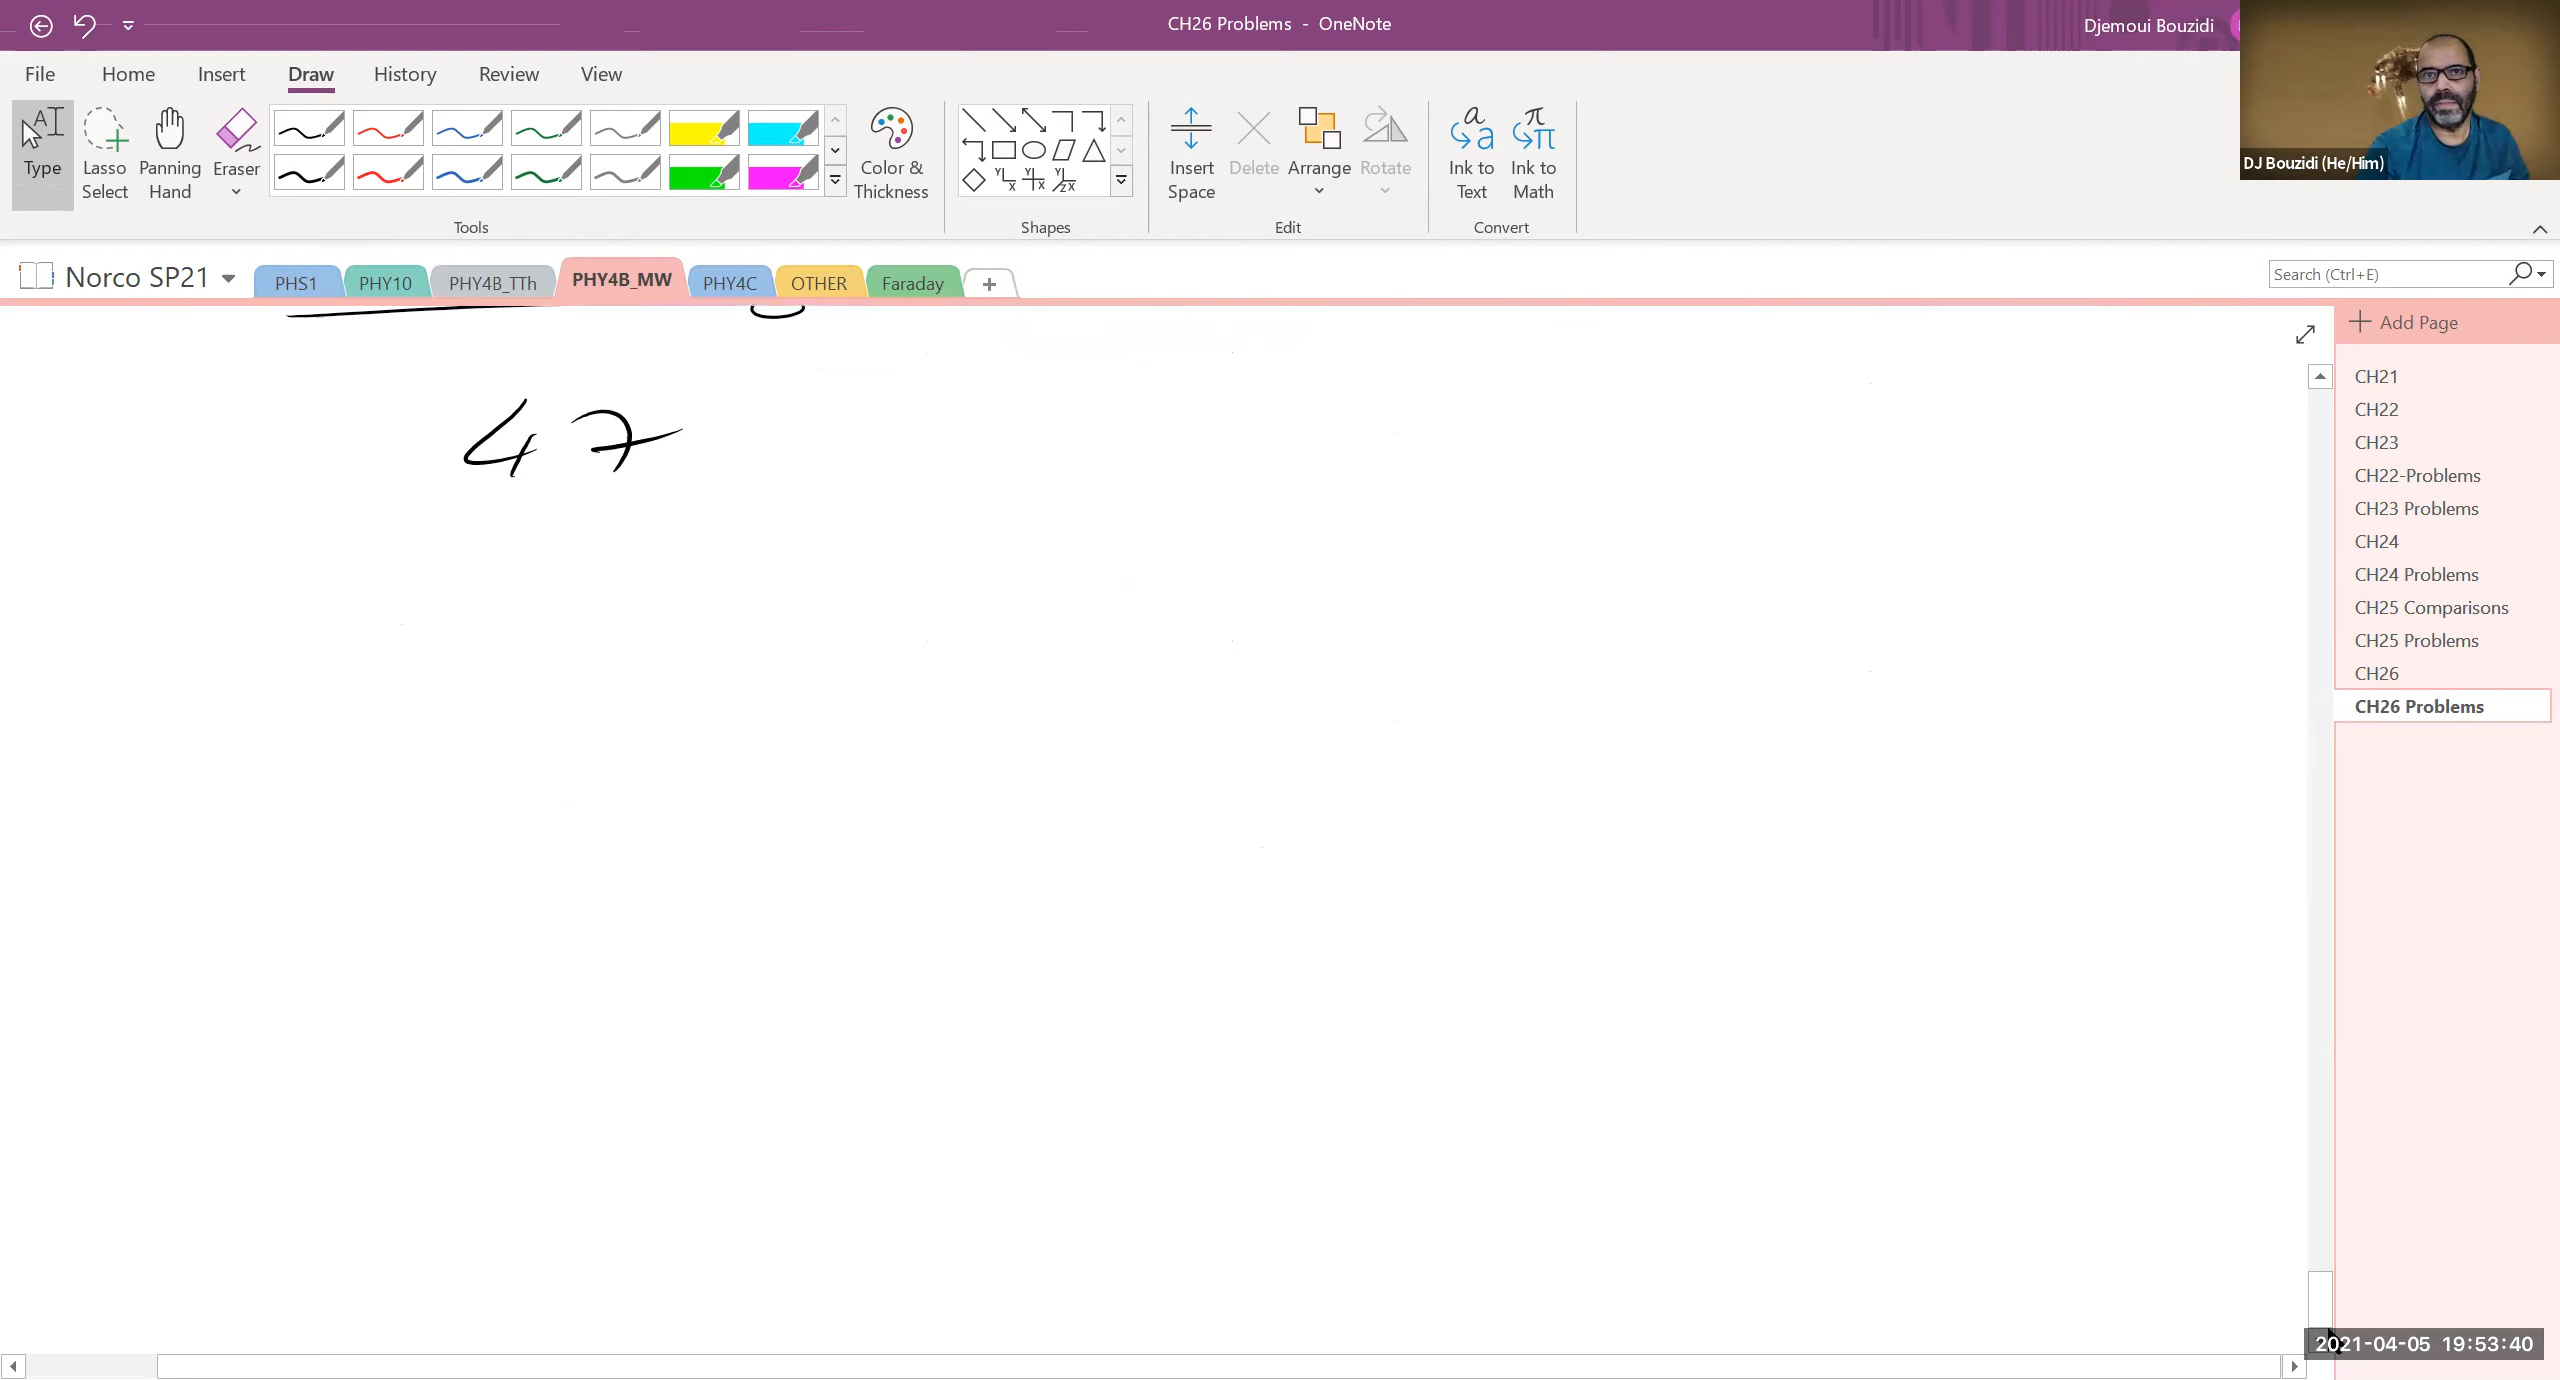 CH26 Problems - OneNote
Djemoui Bouzidi
File Home Insert Draw History Review View
Type
Lasso Select
Panning Hand
Eraser
Color & Thickness
Insert Space
Delete
Arrange
Rotate
Ink to Text
Ink to Math
Tools
Shapes
Edit
Convert
DJ Bouzidi (He/Him)
Norco SP21
PHS1 PHY10 PHY4B_TTh PHY4B_MW PHY4C OTHER Faraday
Search (Ctrl+E)
Add Page
47
CH21
CH22
CH23
CH22-Problems
CH23 Problems
CH24
CH24 Problems
CH25 Comparisons
CH25 Problems
CH26
CH26 Problems
2021-04-05 19:53:40